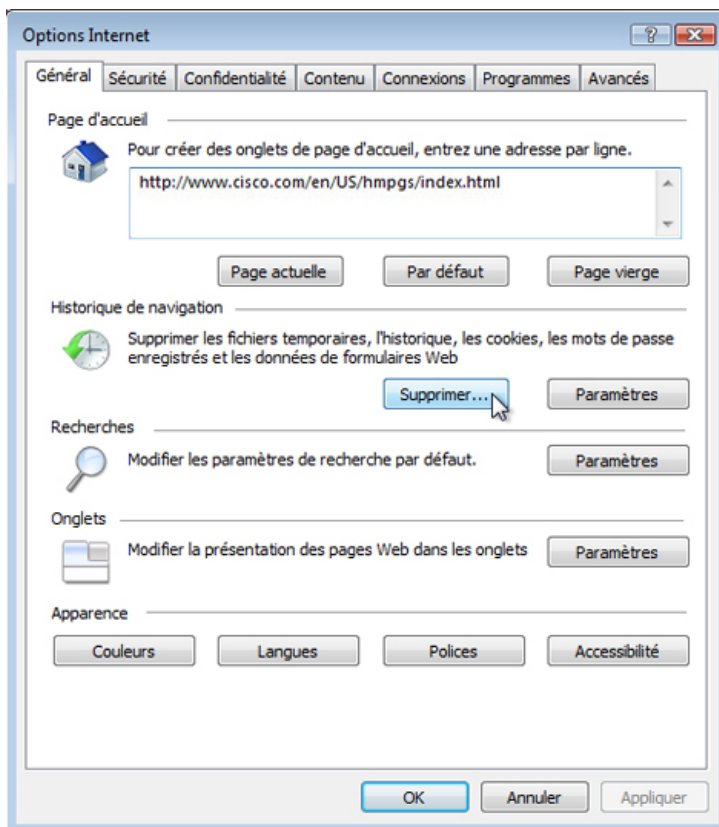 Options Internet
Général Sécurité Confidentialité Contenu Connexions Programmes Avancés
Page d'accueil
Pour créer des onglets de page d'accueil, entrez une adresse par ligne.
http://www.cisco.com/en/US/hmpgs/index.html
Page actuelle Par défaut Page vierge
Historique de navigation
Supprimer les fichiers temporaires, l'historique, les cookies, les mots de passe
enregistrés et les données de formulaires Web
Supprimer... Paramètres
Recherches
Modifier les paramètres de recherche par défaut. Paramètres
Onglets
Modifier la présentation des pages Web dans les onglets Paramètres
Apparence
Couleurs Langues Polices Accessibilité
OK Annuler Appliquer